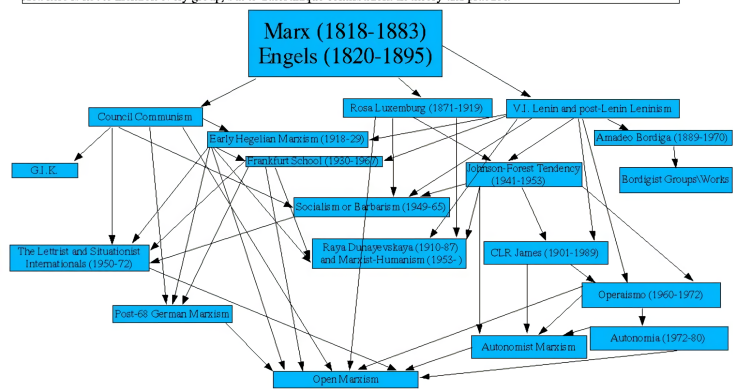 Marx (1818-1883)
Engels (1820-1895)
Council Communism
Rosa Luxemburg (1871-1919)
V.I. Lenin and post-Lenin Leninism
Early Hegelian Marxism (1918-29)
Amadeo Bordiga (1889-1970)
G.I.K.
Frankfurt School (1930-1967)
Johnson-Forest Tendency
(1941-1953)
Bordigist Groups\Works
Socialism or Barbarism (1949-65)
The Lettrist and Situationist
Internationals (1950-72)
Raya Dunayevskaya (1910-87)
and Marxist-Humanism (1953- )
CLR James (1901-1989)
Operaismo (1960-1972)
Post-68 German Marxism
Autonomist Marxism
Autonomia (1972-80)
Open Marxism